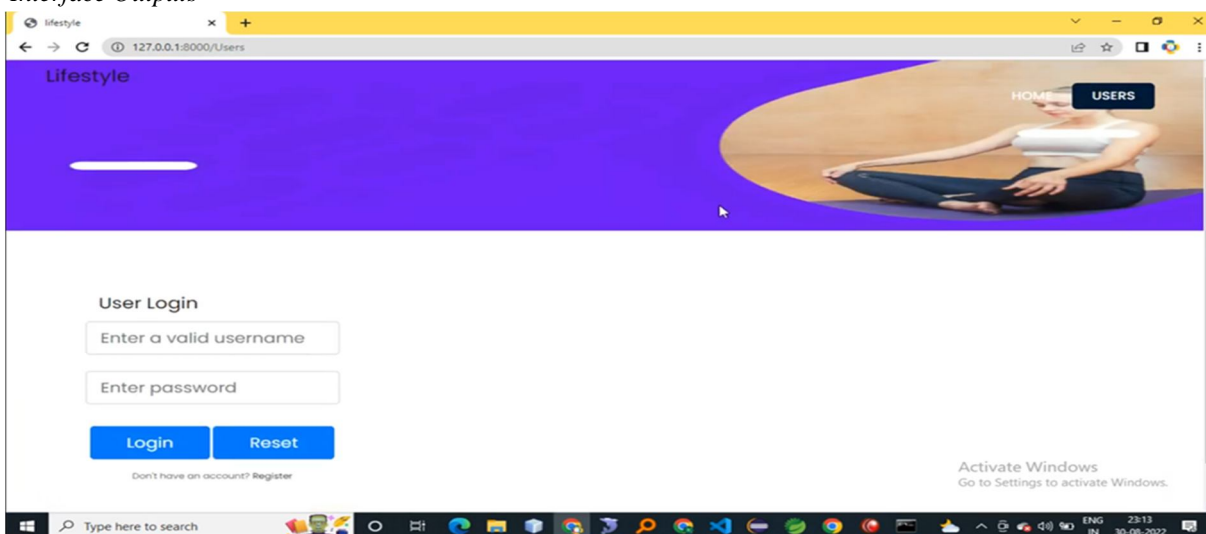 Interface Outputs
lifestyle
127.0.0.1:8000/Users
Lifestyle
HOME
USERS
User Login
Enter a valid username
Enter password
Login
Reset
Don't have an account? Register
Activate Windows
Go to Settings to activate Windows.
Type here to search
ENG
IN
23:13
30-08-2022